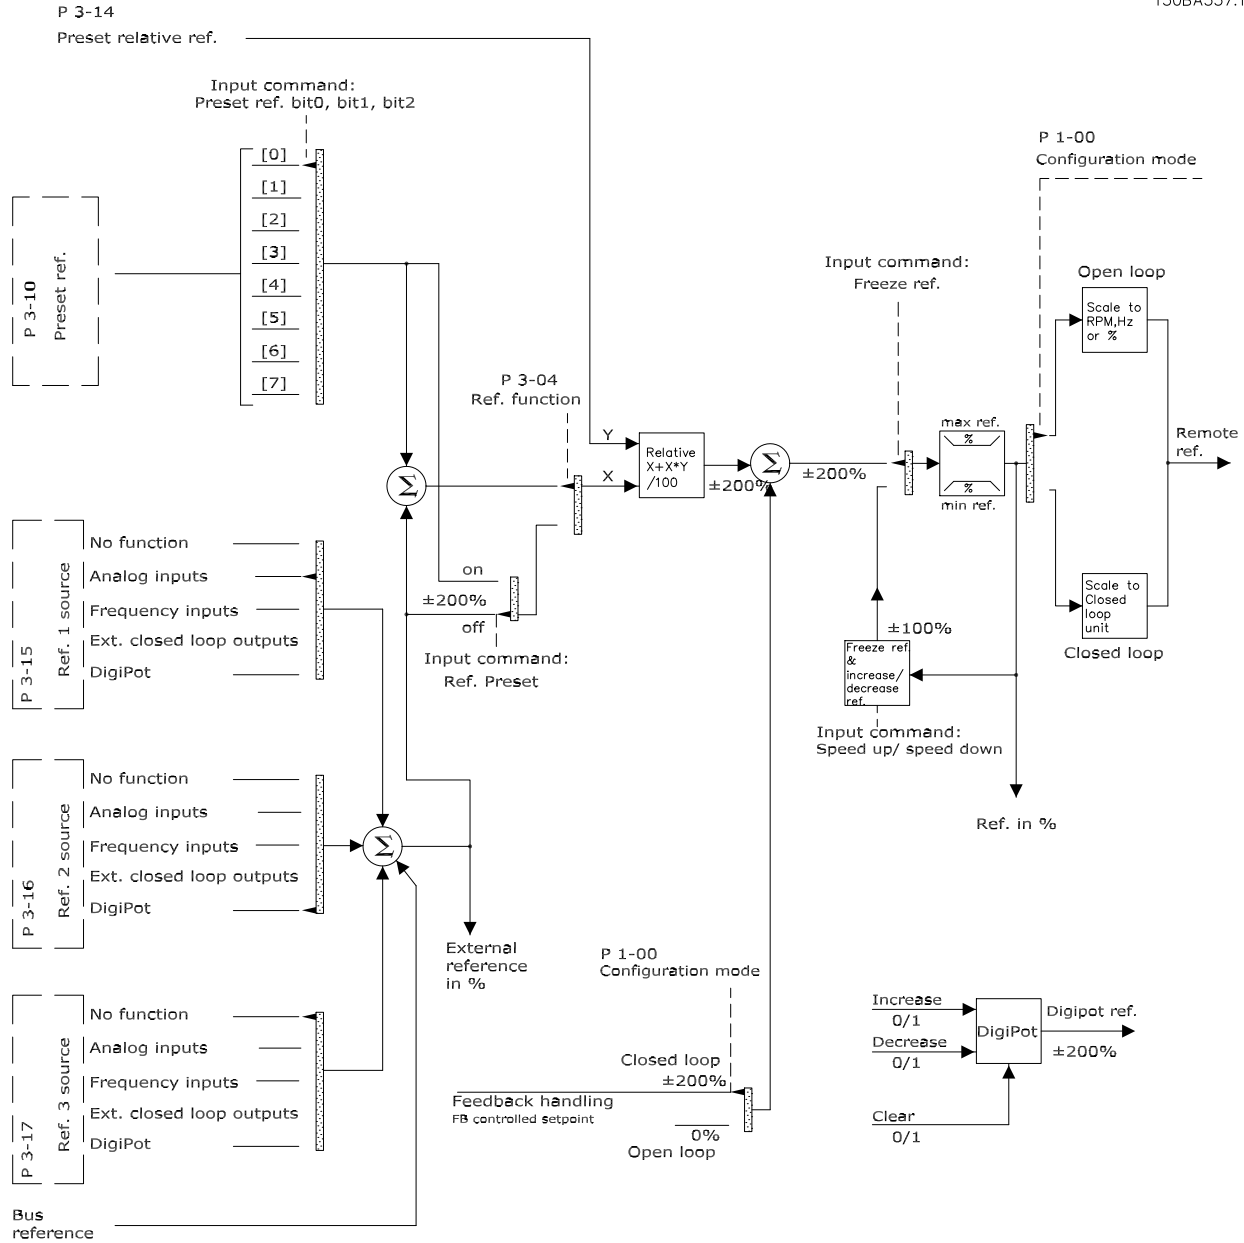 P 3-14
Preset relative ref.
Input command:
Preset ref. bit0, bit1, bit2
[0]
[1]
[2]
[3]
[4]
[5]
[6]
[7]
P 3-10
Preset ref.
P 1-00
Configuration mode
Input command:
Freeze ref.
Open loop
Scale to
RPM,Hz
or %
P 3-04
Ref. function
Y
X
Relative
X+X*Y
/100
±200%
Σ
±200%
max ref.
%
%
min ref.
Remote
ref.
Σ
P 3-15
Ref. 1 source
No function
Analog inputs
Frequency inputs
Ext. closed loop outputs
DigiPot
on
±200%
off
Input command:
Ref. Preset
±100%
Freeze ref.
&
increase/
decrease
ref.
Input command:
Speed up/ speed down
Scale to
Closed
loop
unit
Closed loop
Ref. in %
P 3-16
Ref. 2 source
No function
Analog inputs
Frequency inputs
Ext. closed loop outputs
DigiPot
Σ
External
reference
in %
P 3-17
Ref. 3 source
No function
Analog inputs
Frequency inputs
Ext. closed loop outputs
DigiPot
P 1-00
Configuration mode
Closed loop
±200%
Feedback handling
FB controlled setpoint
0%
Open loop
Increase
0/1
Decrease
0/1
Clear
0/1
DigiPot
Digipot ref.
±200%
Bus
reference